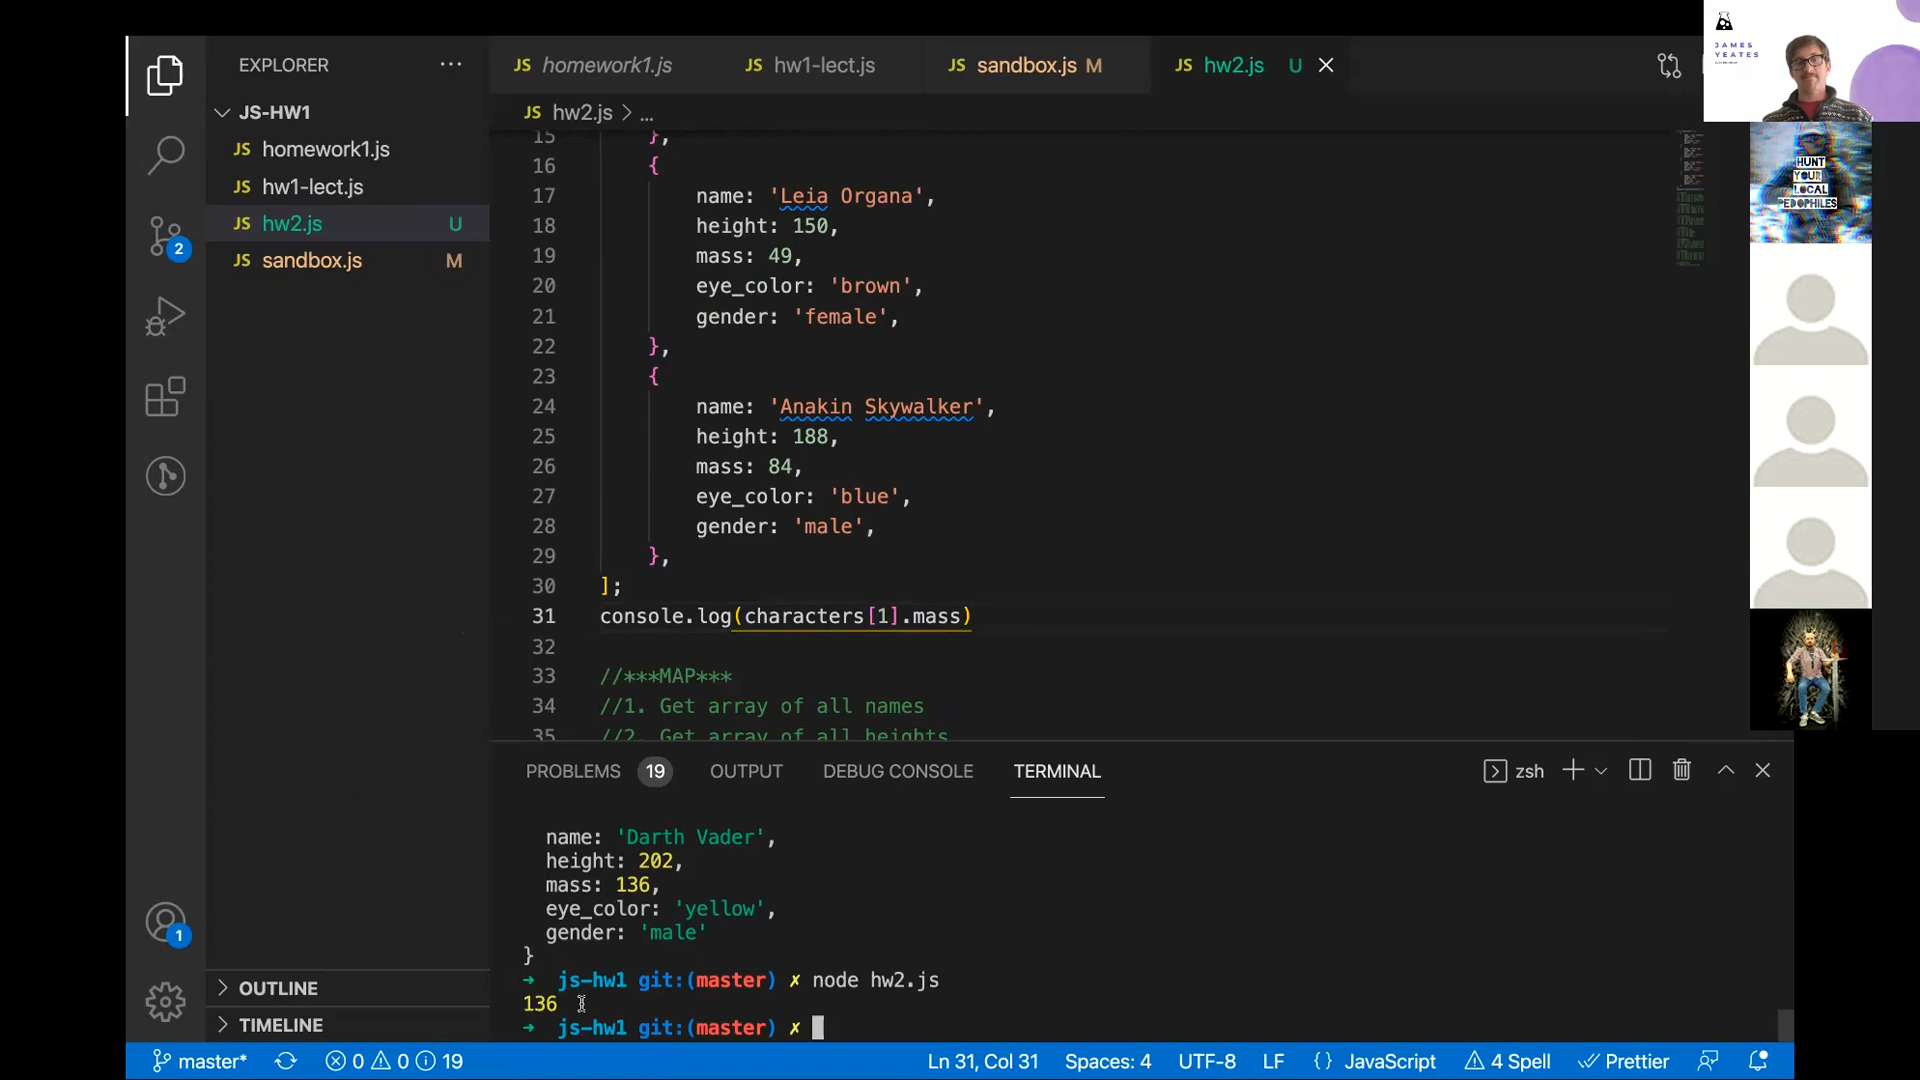 EXPLORER
JS-HW1
JS homework1.js
JS hw1-lect.js
JS hw2.js U
JS sandbox.js M
OUTLINE
TIMELINE
2
1
JS homework1.js
JS hw1-lect.js
JS sandbox.js M
JS hw2.js U
JS hw2.js > ...
15 },
16 {
17 name: 'Leia Organa',
18 height: 150,
19 mass: 49,
20 eye_color: 'brown',
21 gender: 'female',
22 },
23 {
24 name: 'Anakin Skywalker',
25 height: 188,
26 mass: 84,
27 eye_color: 'blue',
28 gender: 'male',
29 },
30 ];
31 console.log(characters[1].mass)
32
33 //***MAP***
34 //1. Get array of all names
35 //2. Get array of all heights
PROBLEMS 19 OUTPUT DEBUG CONSOLE TERMINAL
zsh
name: 'Darth Vader',
height: 202,
mass: 136,
eye_color: 'yellow',
gender: 'male'
}
➜ js-hw1 git:(master) ✗ node hw2.js
136
➜ js-hw1 git:(master) ✗
master* 0 0 19
Ln 31, Col 31 Spaces: 4 UTF-8 LF {} JavaScript 4 Spell Prettier
JAMES
YEATES
HUNT
YOUR
LOCAL
PEDOPHILES